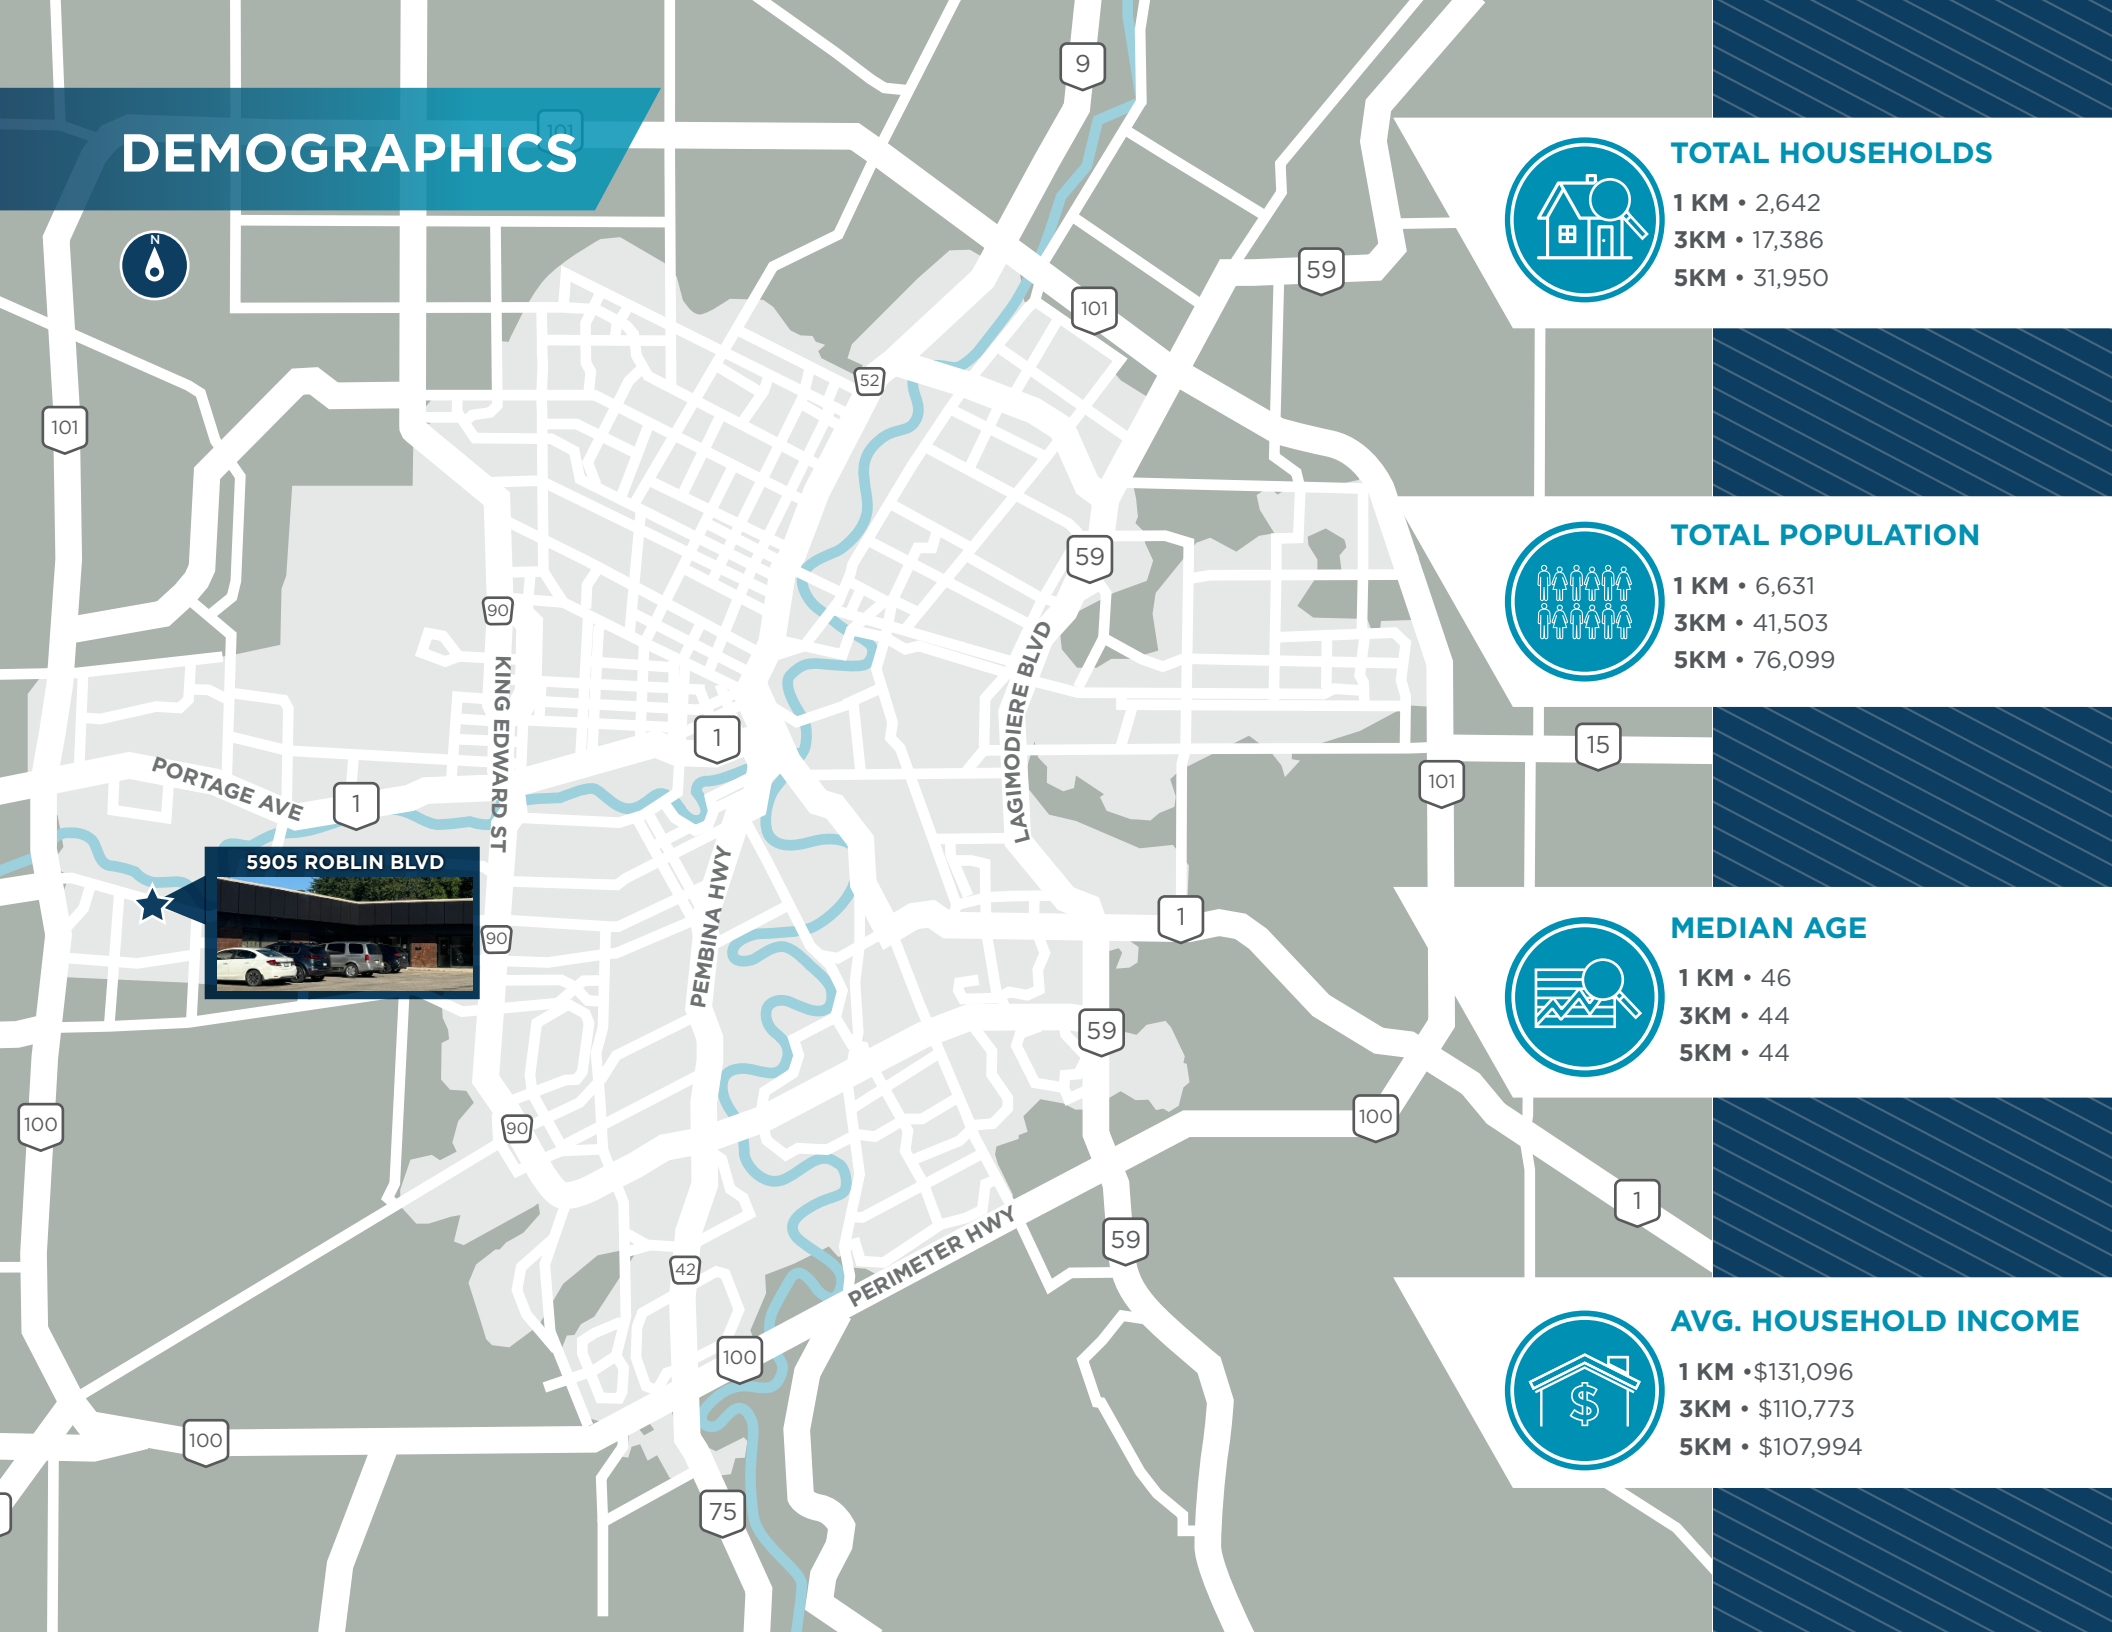 DEMOGRAPHICS
101
N
9
59
101
52
101
59
90
KING EDWARD ST
LAGIMODIERE BLVD
1
15
101
PORTAGE AVE
1
5905 ROBLIN BLVD
PEMBINA HWY
90
1
59
100
90
100
1
PERIMETER HWY
59
42
100
100
75
TOTAL HOUSEHOLDS
1 KM • 2,642
3KM • 17,386
5KM • 31,950
TOTAL POPULATION
1 KM • 6,631
3KM • 41,503
5KM • 76,099
MEDIAN AGE
1 KM • 46
3KM • 44
5KM • 44
AVG. HOUSEHOLD INCOME
1 KM •$131,096
3KM • $110,773
5KM • $107,994